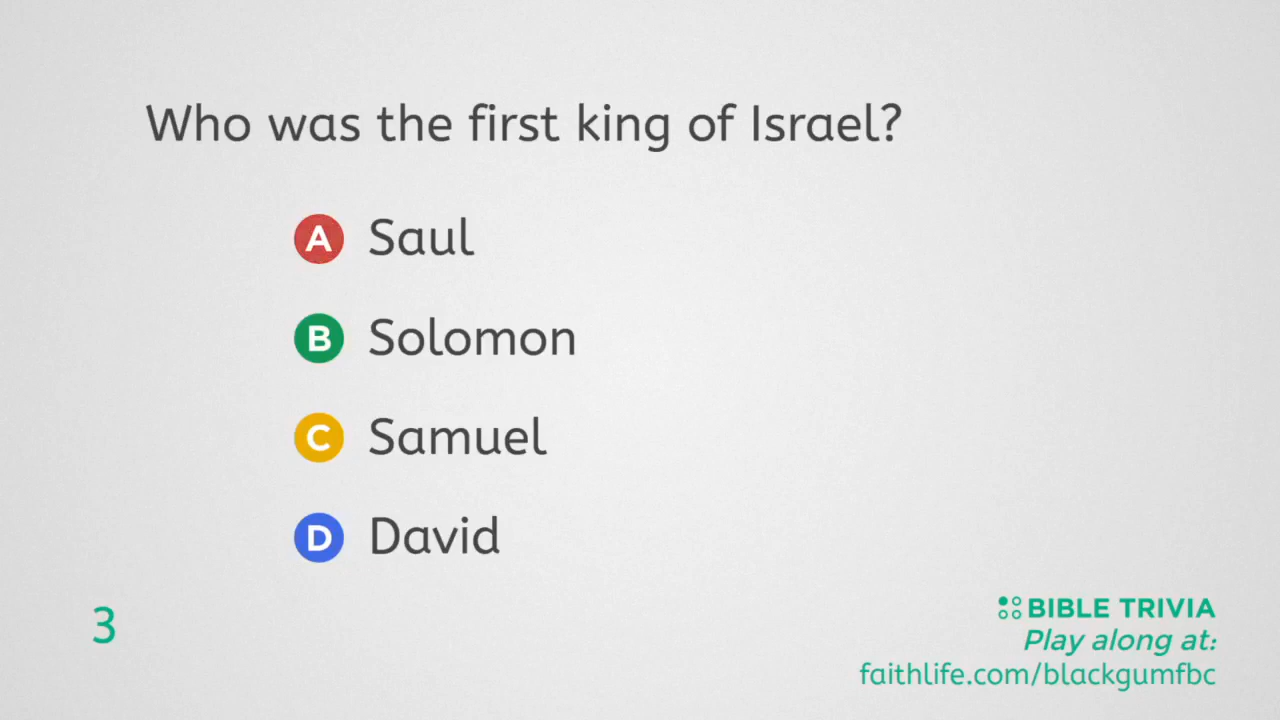 Who was the first king of Israel?
A Saul
B Solomon
C Samuel
D David
3
BIBLE TRIVIA
Play along at:
faithlife.com/blackgumfbc